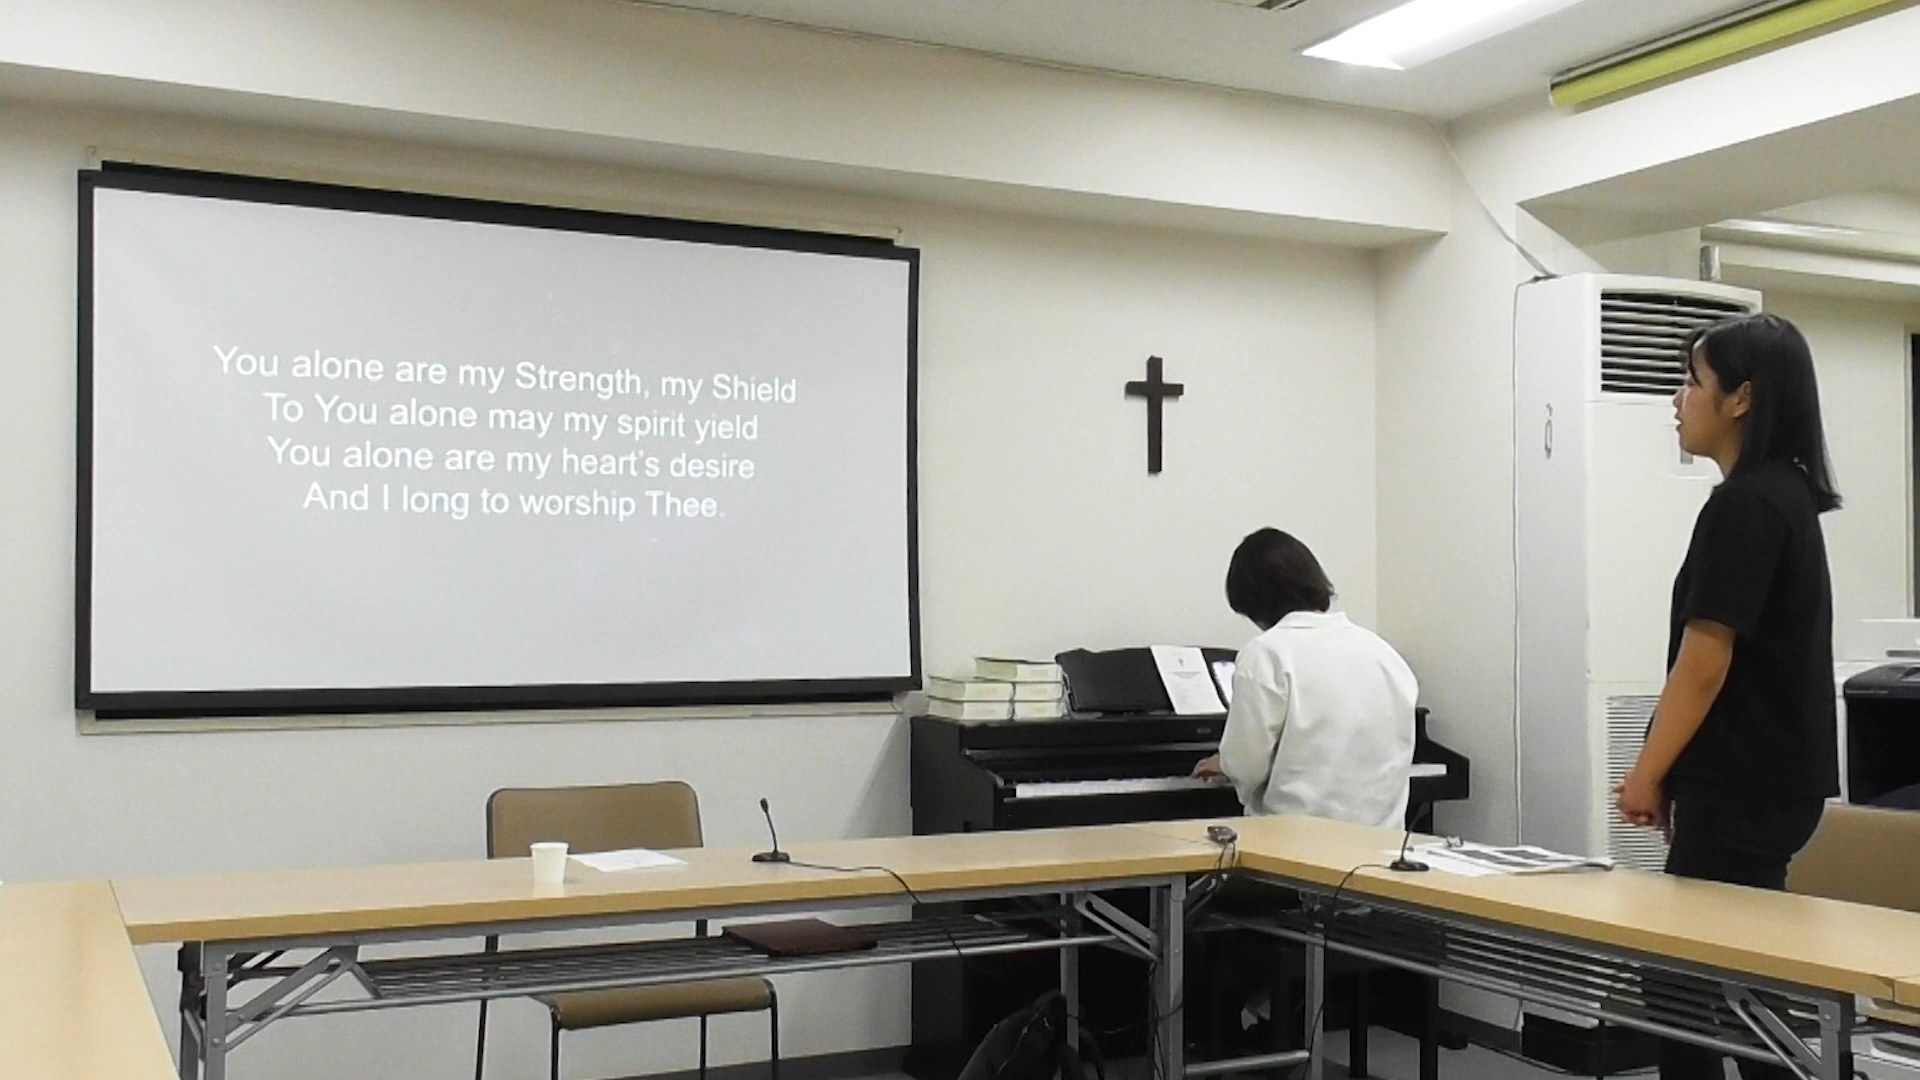 You alone are my Strength, my Shield
To You alone may my spirit yield
You alone are my heart's desire
And I long to worship Thee.